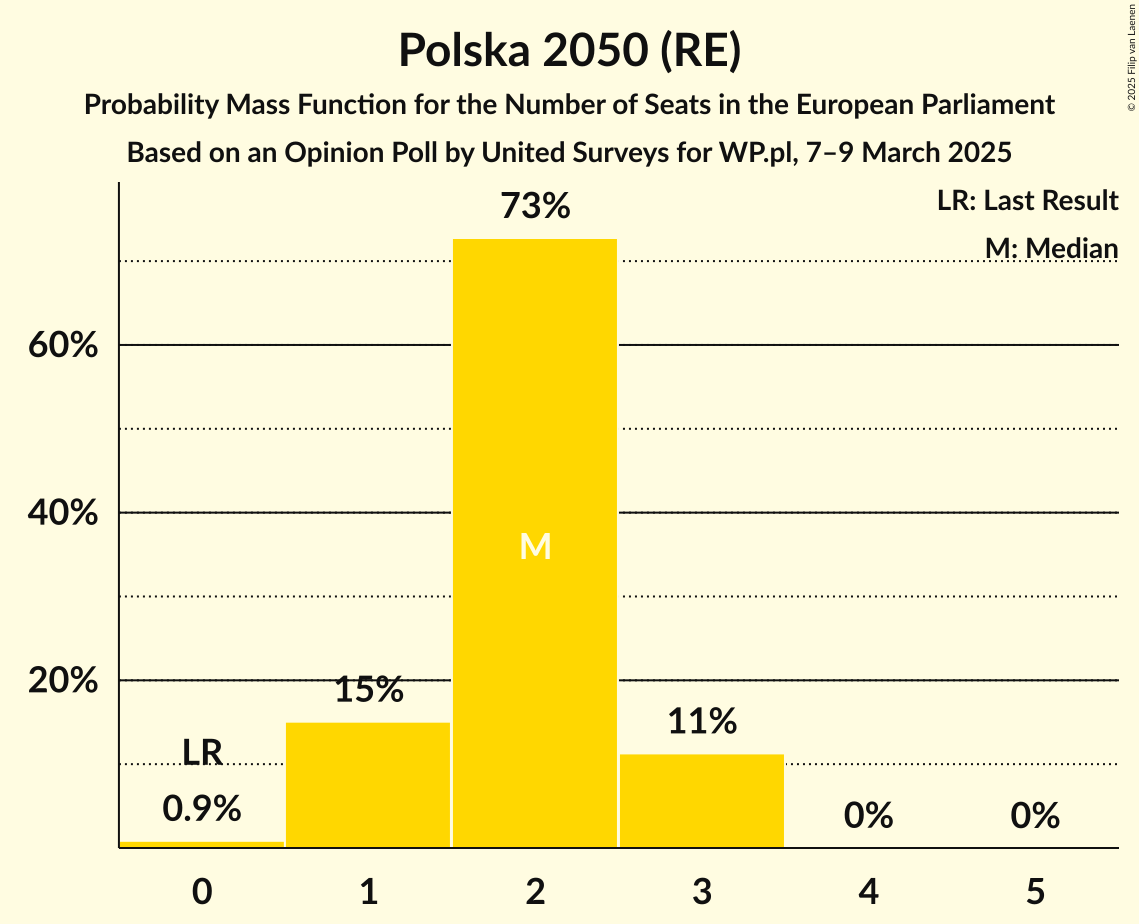 Polska 2050 (RE)
Probability Mass Function for the Number of Seats in the European Parliament
Based on an Opinion Poll by United Surveys for WP.pl, 7–9 March 2025
© 2025 Filip van Laenen
LR: Last Result
M: Median
73%
60%
40%
M
20%
15%
11%
LR
0.9%
0%
0%
0
1
2
3
4
5